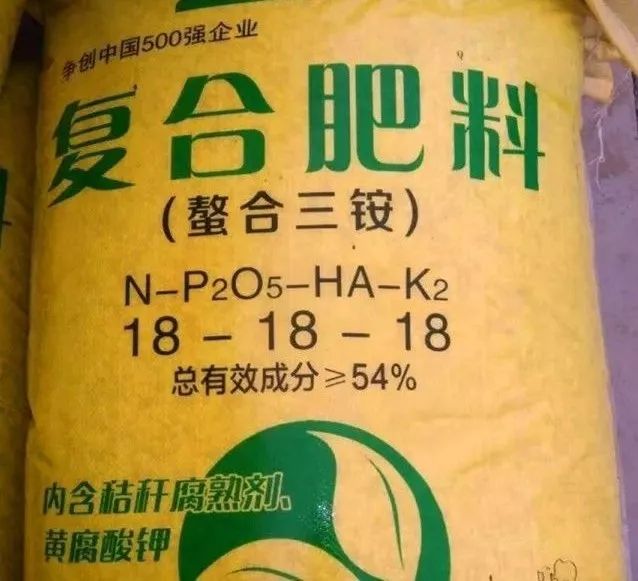 争创中国500强企业
复合肥料
(螯合三铵)
N-P2O5-HA-K2
18-18-18
总有效成分≥54%
内含秸秆腐熟剂、
黄腐酸钾